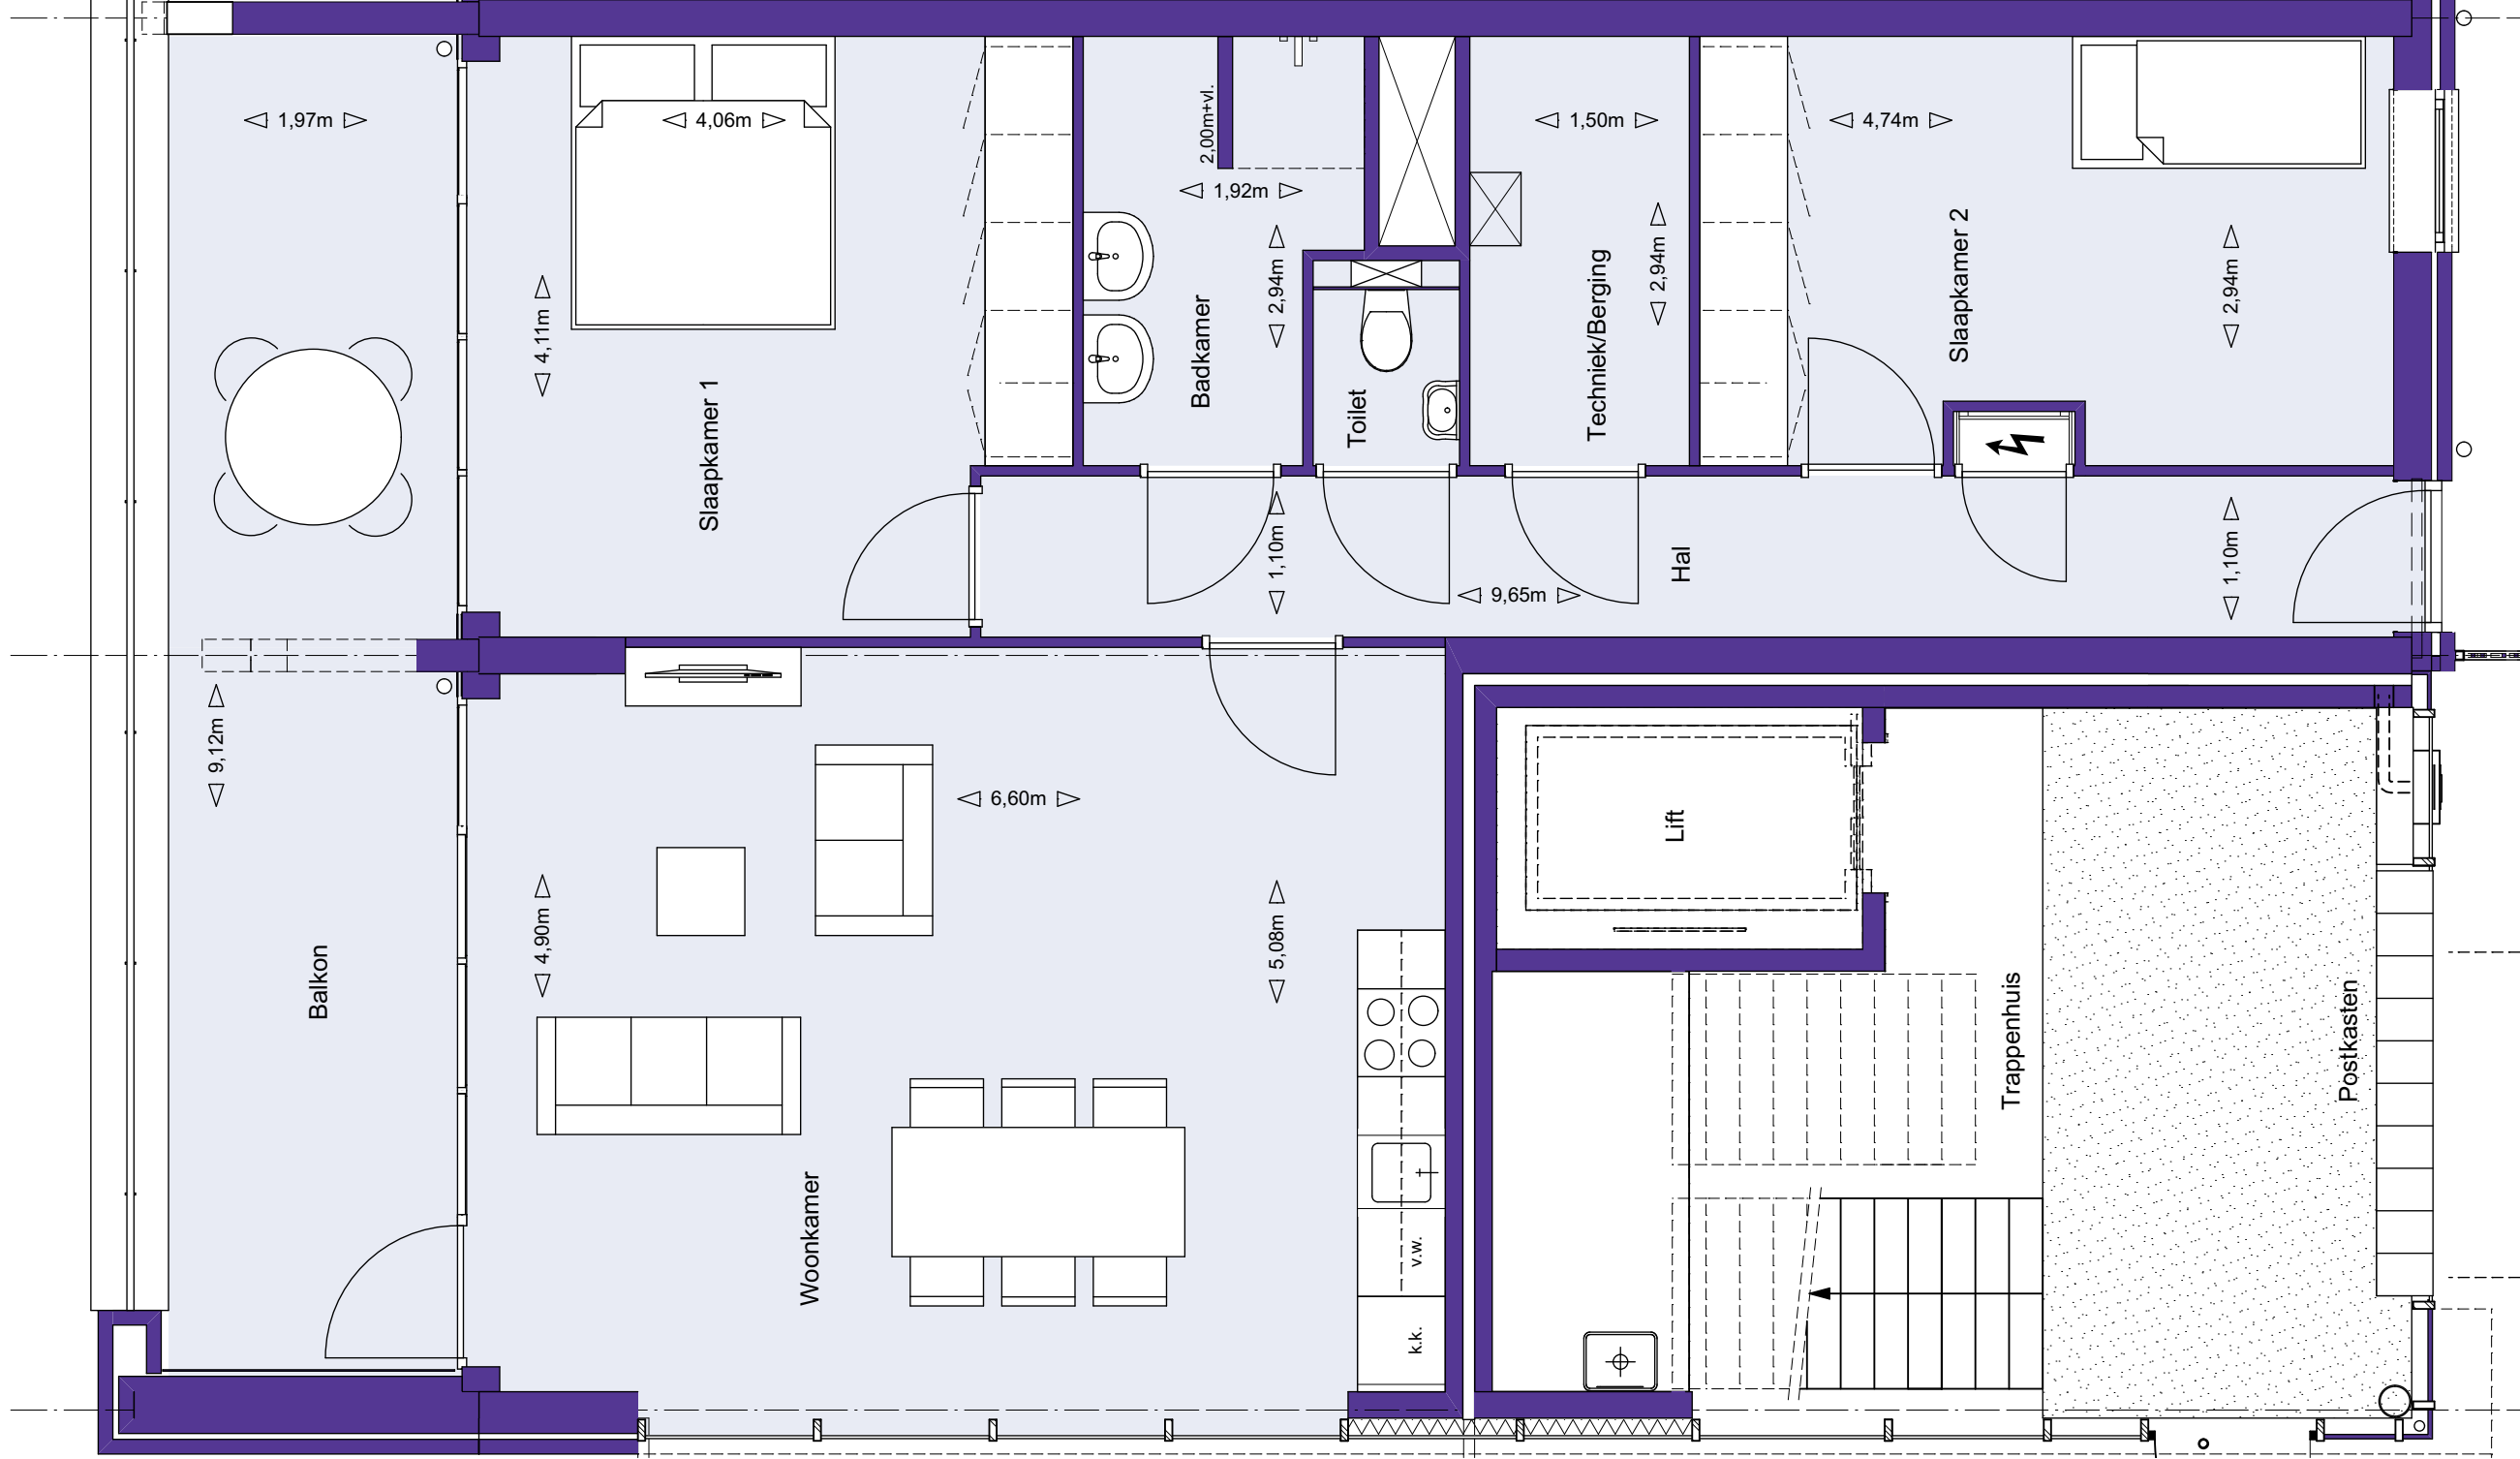 1,97m
4,06m
2,00m+vl.
1,92m
1,50m
4,74m
4,11m
Slaapkamer 1
Badkamer
2,94m
Toilet
Techniek/Berging
2,94m
Slaapkamer 2
2,94m
1,10m
9,65m
Hal
1,10m
9,12m
6,60m
Lift
Balkon
4,90m
5,08m
Trappenhuis
Postkasten
Woonkamer
v.w.
k.k.